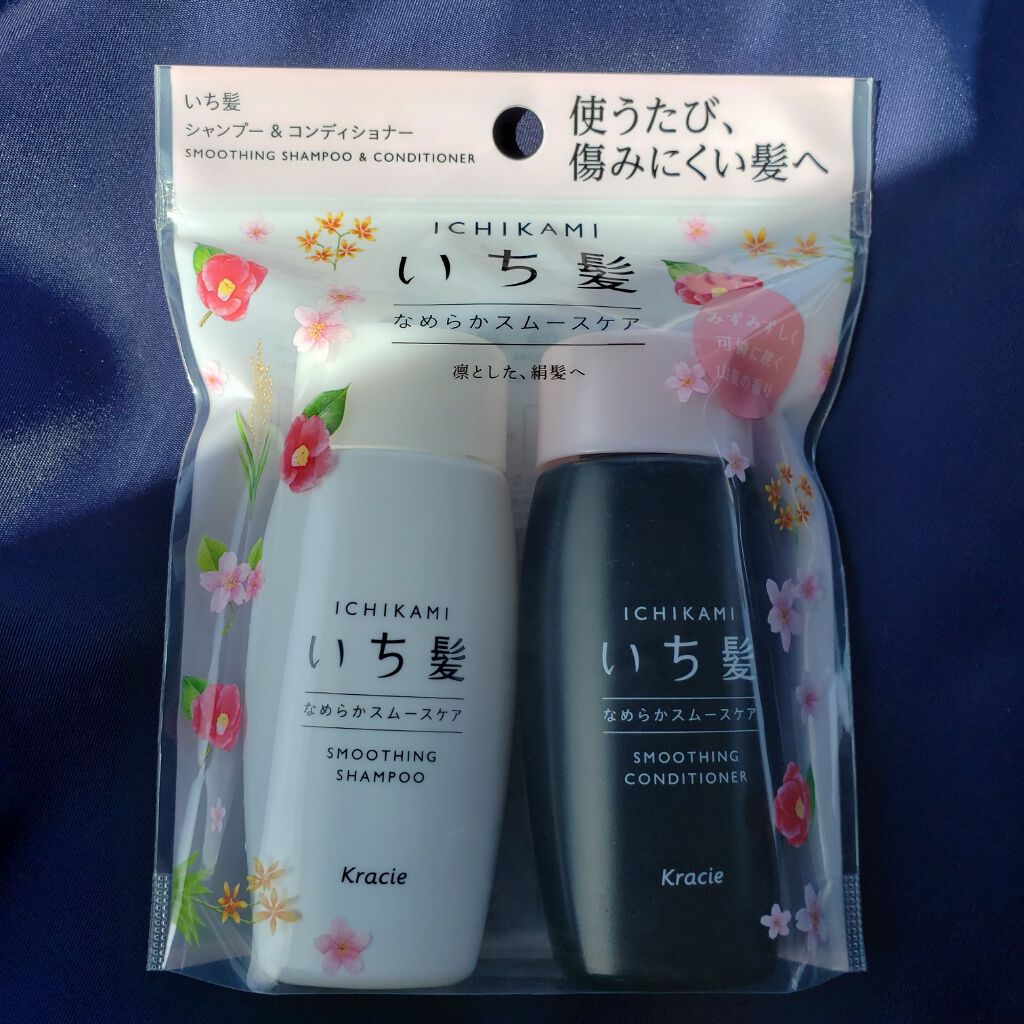 いち髪
シャンプー & コンディショナー
SMOOTHING SHAMPOO & CONDITIONER
使うたび、
傷みにくい髪へ
ICHIKAMI
いち髪
なめらかスムースケア
凛とした、絹髪へ
みずみずしく
可憐に咲く
山桜の香り
ICHIKAMI
いち髪
なめらかスムースケア
SMOOTHING
SHAMPOO
Kracie
ICHIKAMI
いち髪
なめらかスムースケア
SMOOTHING
CONDITIONER
Kracie